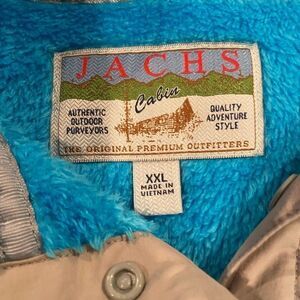 JACHS
Cabin
AUTHENTIC
OUTDOOR
PURVEYORS
QUALITY
ADVENTURE
STYLE
THE ORIGINAL PREMIUM OUTFITTERS
XXL
MADE IN
VIETNAM